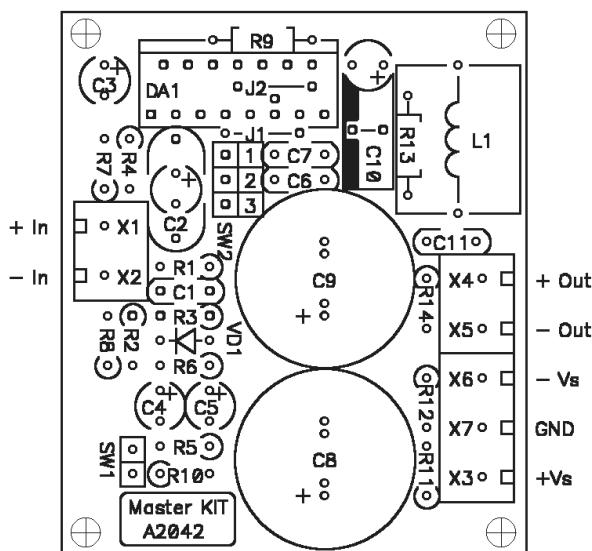 R9
C3
+
DA1
J2
+
J1
R7
R4
+
C2
1
2
3
SW2
C7
C6
C10
R13
L1
+ In
X1
- In
X2
R1
C1
R3
VD1
R6
R8
R2
C9
+
C11
R14
X4
+ Out
X5
- Out
X6
- Vs
R12
X7
GND
R11
X3
+Vs
+
C4
+
C5
SW1
R5
R10
C8
+
Master KIT
A2042